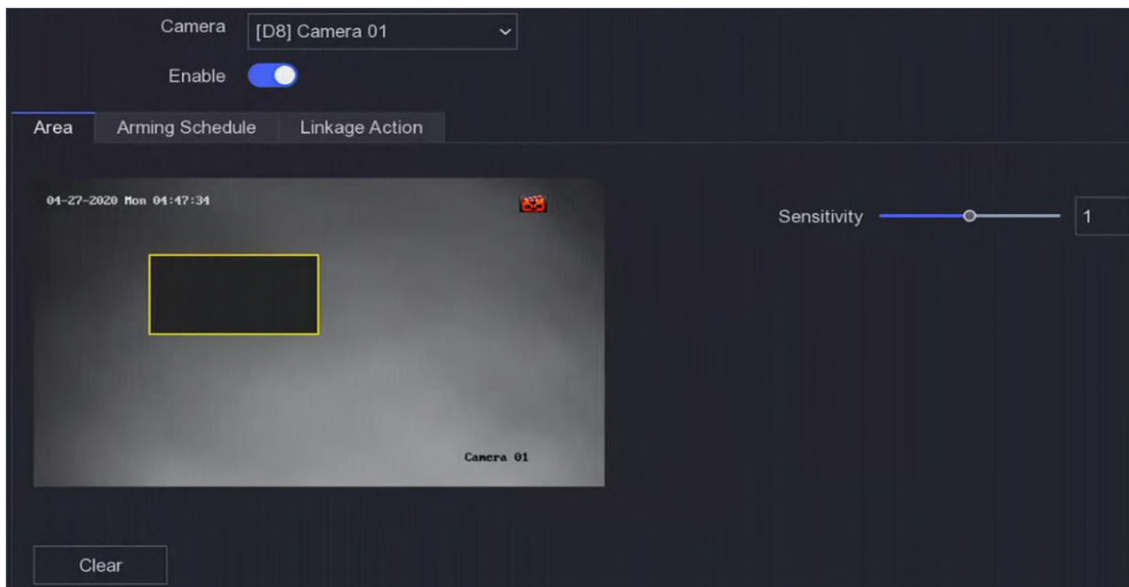 Camera [D8] Camera 01
Enable
Area Arming Schedule Linkage Action
04-27-2020 Mon 04:47:34
Sensitivity 1
Camera 01
Clear